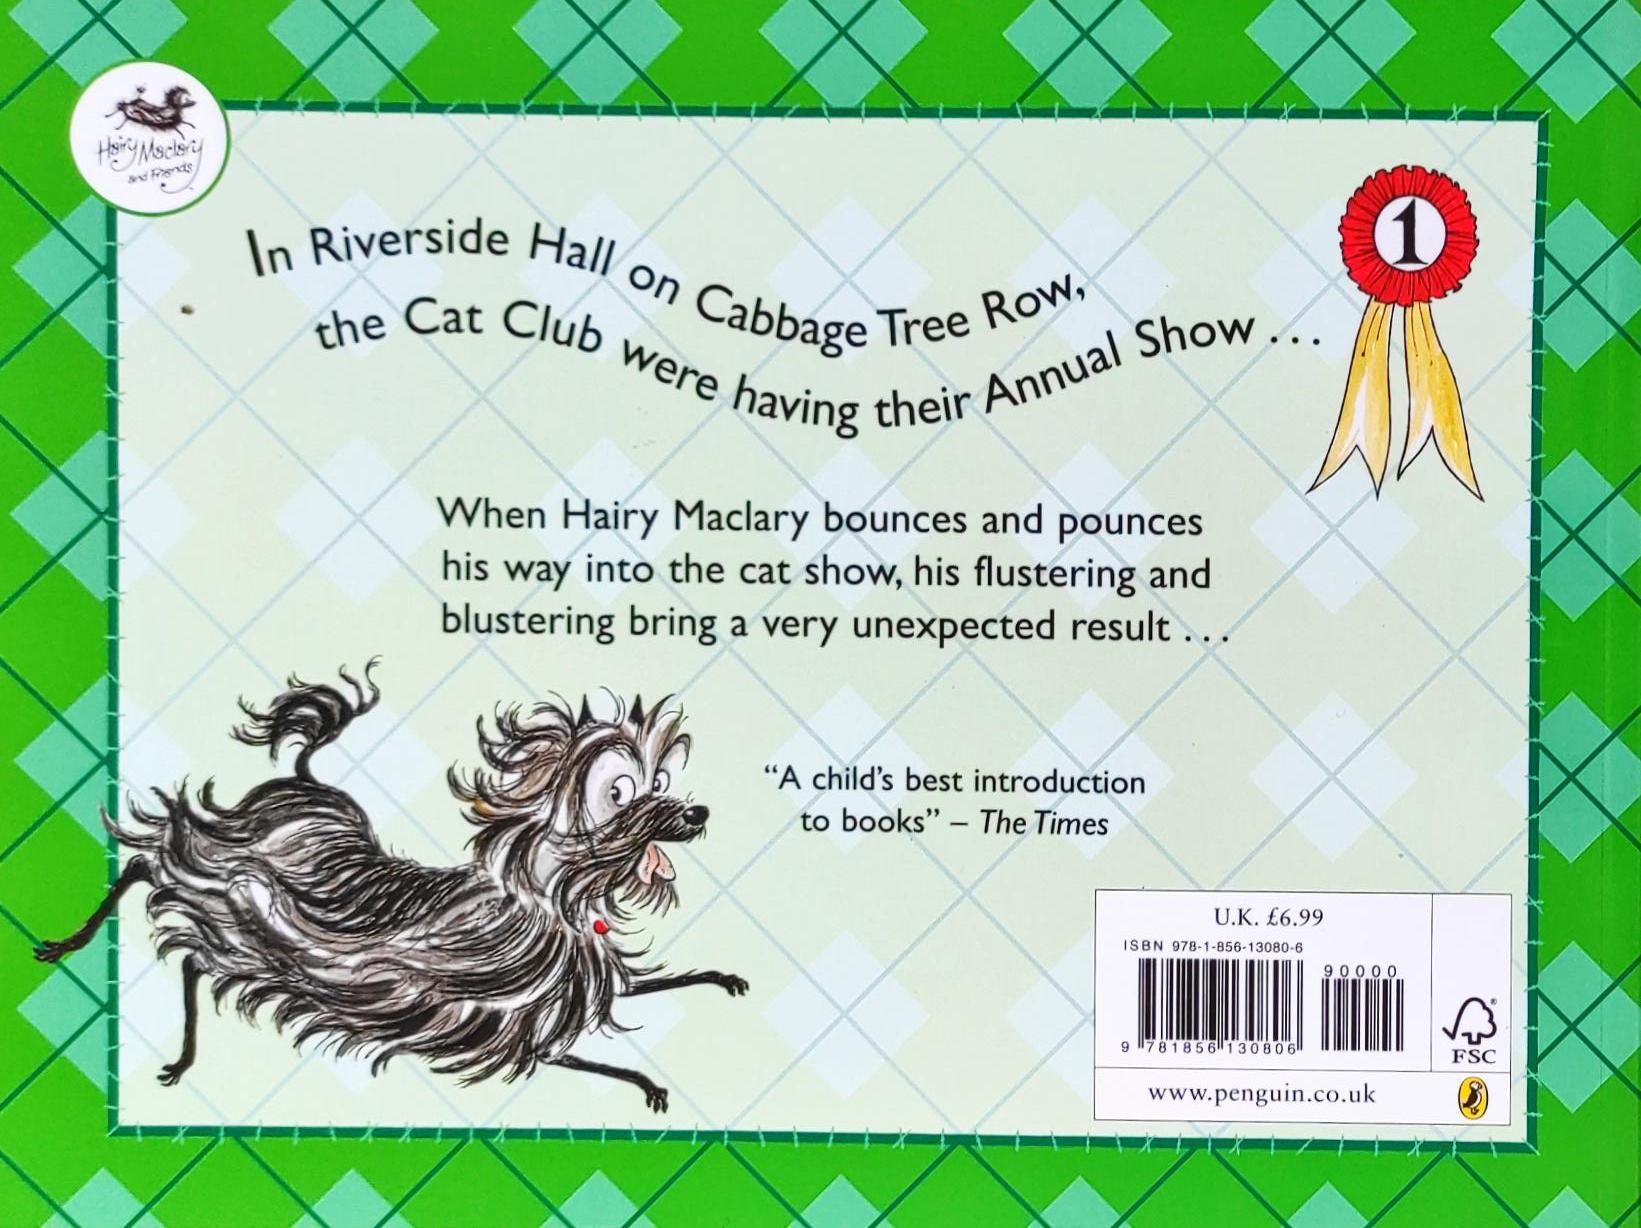 Hairy Maclary
and Friends
In Riverside Hall on Cabbage Tree Row,
the Cat Club were having their Annual Show . . .
1
When Hairy Maclary bounces and pounces
his way into the cat show, his flustering and
blustering bring a very unexpected result . . .
“A child’s best introduction
to books” – The Times
U.K. £6.99
ISBN 978-1-856-13080-6
90000
9 781856 130806
FSC
www.penguin.co.uk